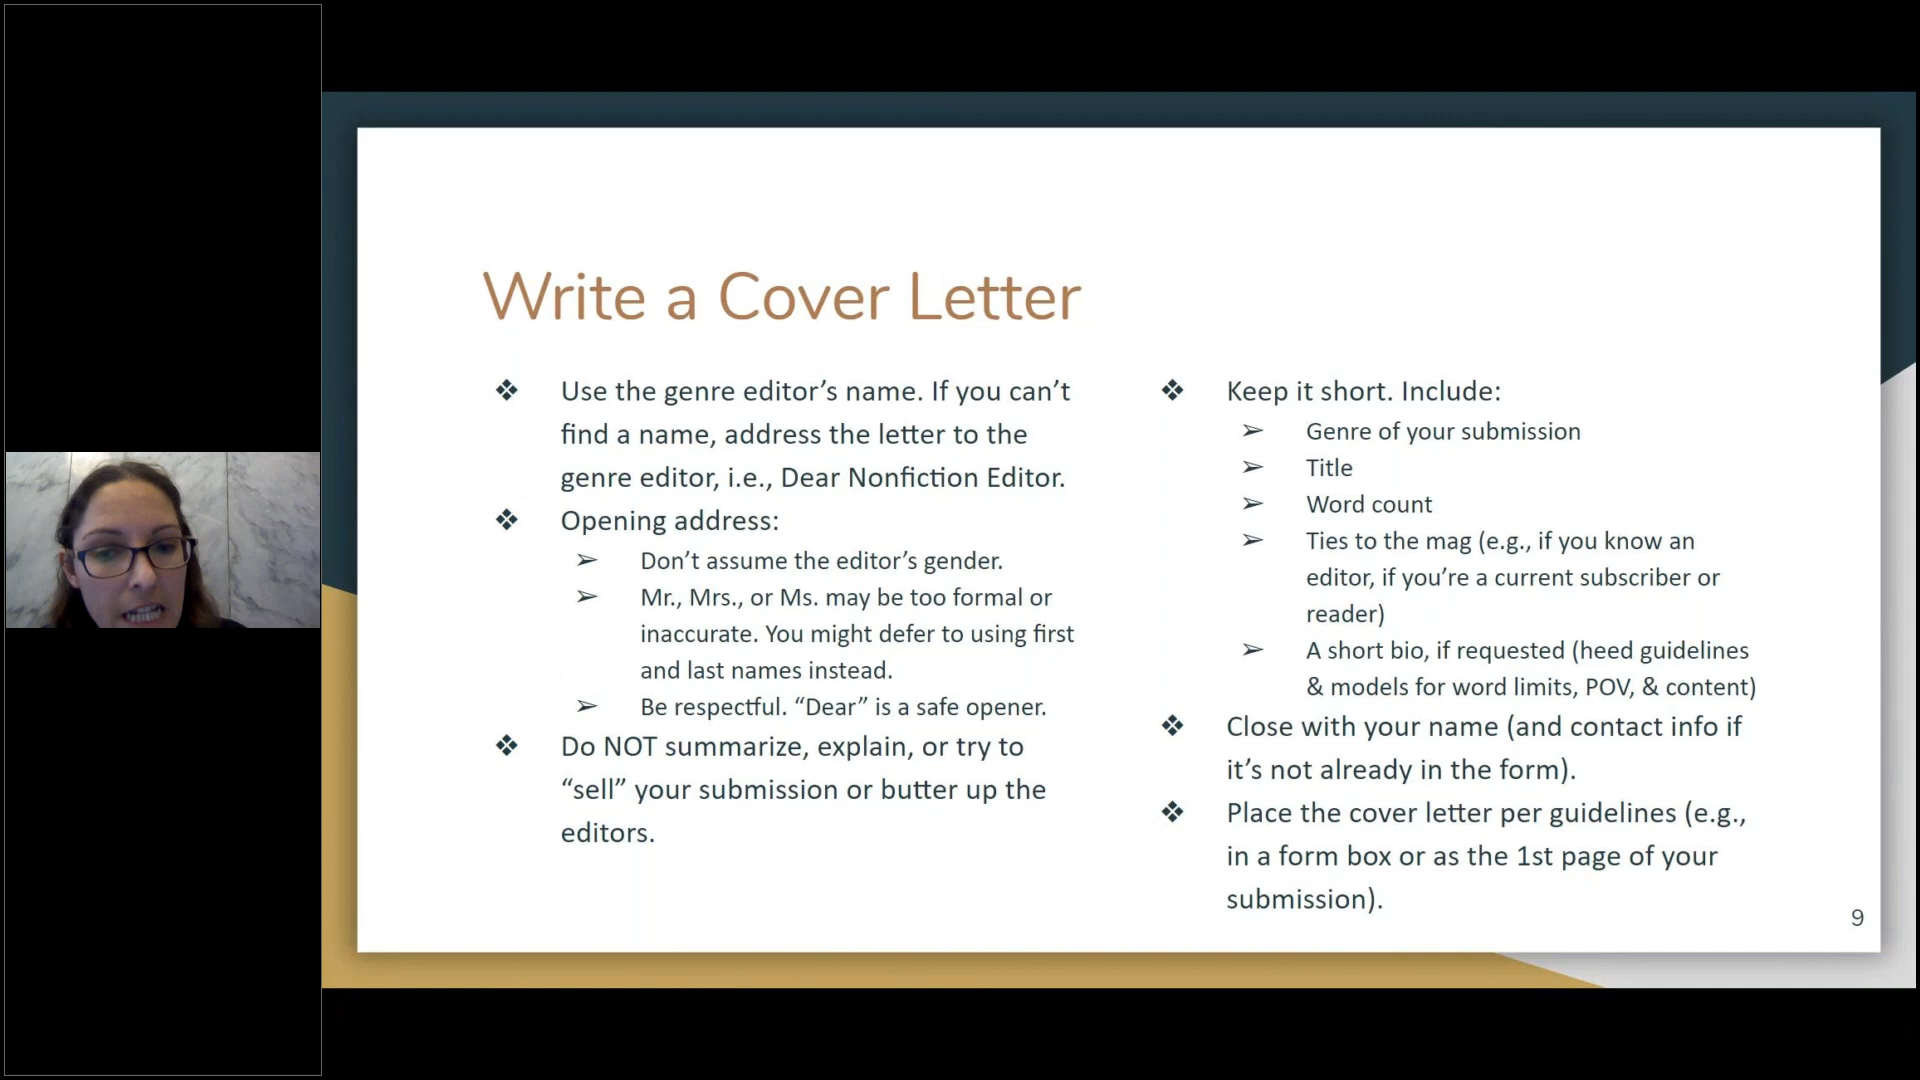 Write a Cover Letter
❖ Use the genre editor’s name. If you can’t
find a name, address the letter to the
genre editor, i.e., Dear Nonfiction Editor.
❖ Opening address:
➢ Don’t assume the editor’s gender.
➢ Mr., Mrs., or Ms. may be too formal or
inaccurate. You might defer to using first
and last names instead.
➢ Be respectful. “Dear” is a safe opener.
❖ Do NOT summarize, explain, or try to
“sell” your submission or butter up the
editors.
❖ Keep it short. Include:
➢ Genre of your submission
➢ Title
➢ Word count
➢ Ties to the mag (e.g., if you know an
editor, if you’re a current subscriber or
reader)
➢ A short bio, if requested (heed guidelines
& models for word limits, POV, & content)
❖ Close with your name (and contact info if
it’s not already in the form).
❖ Place the cover letter per guidelines (e.g.,
in a form box or as the 1st page of your
submission).
9